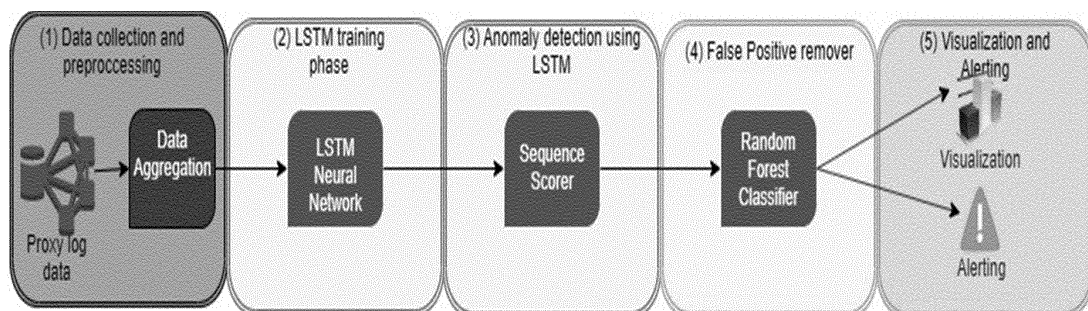 (1) Data collection and
preproccessing
Proxy log
data
Data
Aggregation
(2) LSTM training
phase
LSTM
Neural
Network
(3) Anomaly detection using
LSTM
Sequence
Scorer
(4) False Positive remover
Random
Forest
Classifier
(5) Visualization and
Alerting
Visualization
Alerting